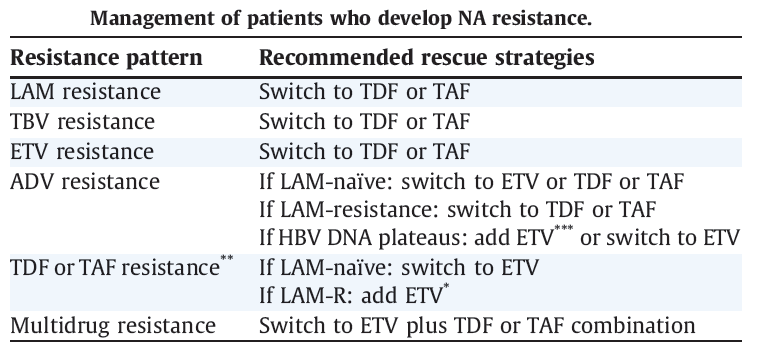 Management of patients who develop NA resistance.
Resistance pattern Recommended rescue strategies
LAM resistance Switch to TDF or TAF
TBV resistance Switch to TDF or TAF
ETV resistance Switch to TDF or TAF
ADV resistance If LAM-naïve: switch to ETV or TDF or TAF
If LAM-resistance: switch to TDF or TAF
If HBV DNA plateaus: add ETV*** or switch to ETV
TDF or TAF resistance** If LAM-naïve: switch to ETV
If LAM-R: add ETV*
Multidrug resistance Switch to ETV plus TDF or TAF combination